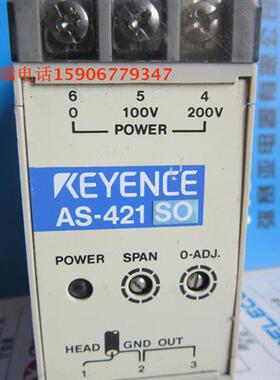 瑞电话15906779347
6 5 4
0 100V 200V
POWER
KEYENCE
AS-421 SO
POWER SPAN 0-ADJ.
HEAD GND OUT
1 2 3